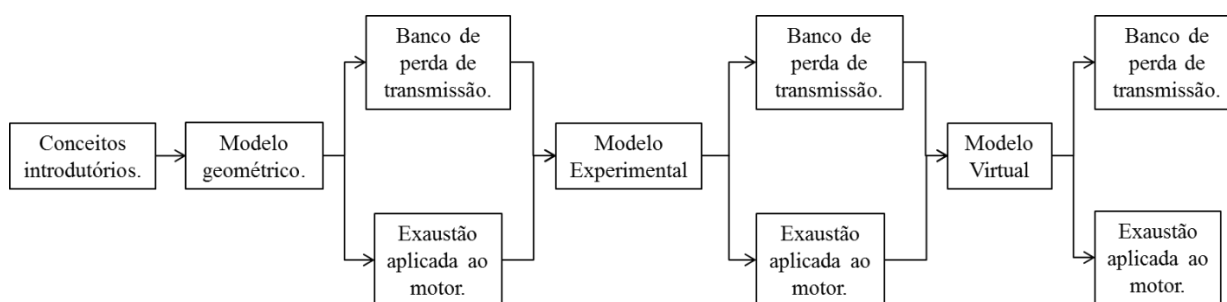 Conceitos
introdutórios.
Modelo
geométrico.
Banco de
perda de
transmissão.
Exaustão
aplicada ao
motor.
Modelo
Experimental
Banco de
perda de
transmissão.
Exaustão
aplicada ao
motor.
Modelo
Virtual
Banco de
perda de
transmissão.
Exaustão
aplicada ao
motor.